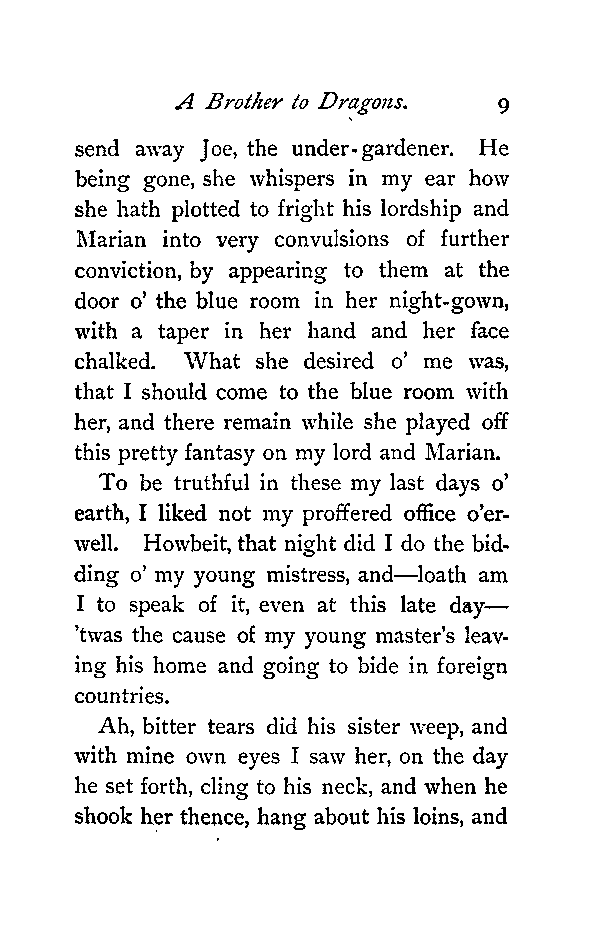 A Brother to Dragons. 9
send away Joe, the under-gardener. He
being gone, she whispers in my ear how
she hath plotted to fright his lordship and
Marian into very convulsions of further
conviction, by appearing to them at the
door o' the blue room in her night-gown,
with a taper in her hand and her face
chalked. What she desired o' me was,
that I should come to the blue room with
her, and there remain while she played off
this pretty fantasy on my lord and Marian.
To be truthful in these my last days o'
earth, I liked not my proffered office o'er-
well. Howbeit, that night did I do the bid-
ding o' my young mistress, and—loath am
I to speak of it, even at this late day—
'twas the cause of my young master's leav-
ing his home and going to bide in foreign
countries.
Ah, bitter tears did his sister weep, and
with mine own eyes I saw her, on the day
he set forth, cling to his neck, and when he
shook her thence, hang about his loins, and